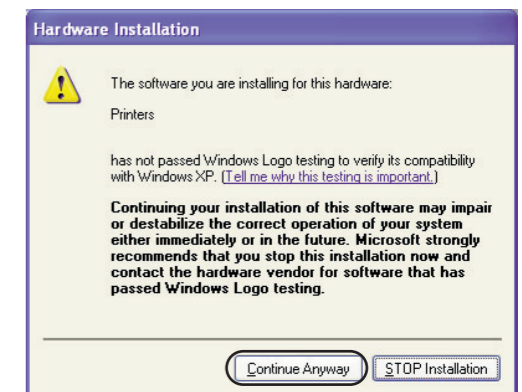 Hardware Installation
The software you are installing for this hardware:
Printers
has not passed Windows Logo testing to verify its compatibility
with Windows XP. (Tell me why this testing is important.)
Continuing your installation of this software may impair
or destabilize the correct operation of your system
either immediately or in the future. Microsoft strongly
recommends that you stop this installation now and
contact the hardware vendor for software that has
passed Windows Logo testing.
Continue Anyway STOP Installation